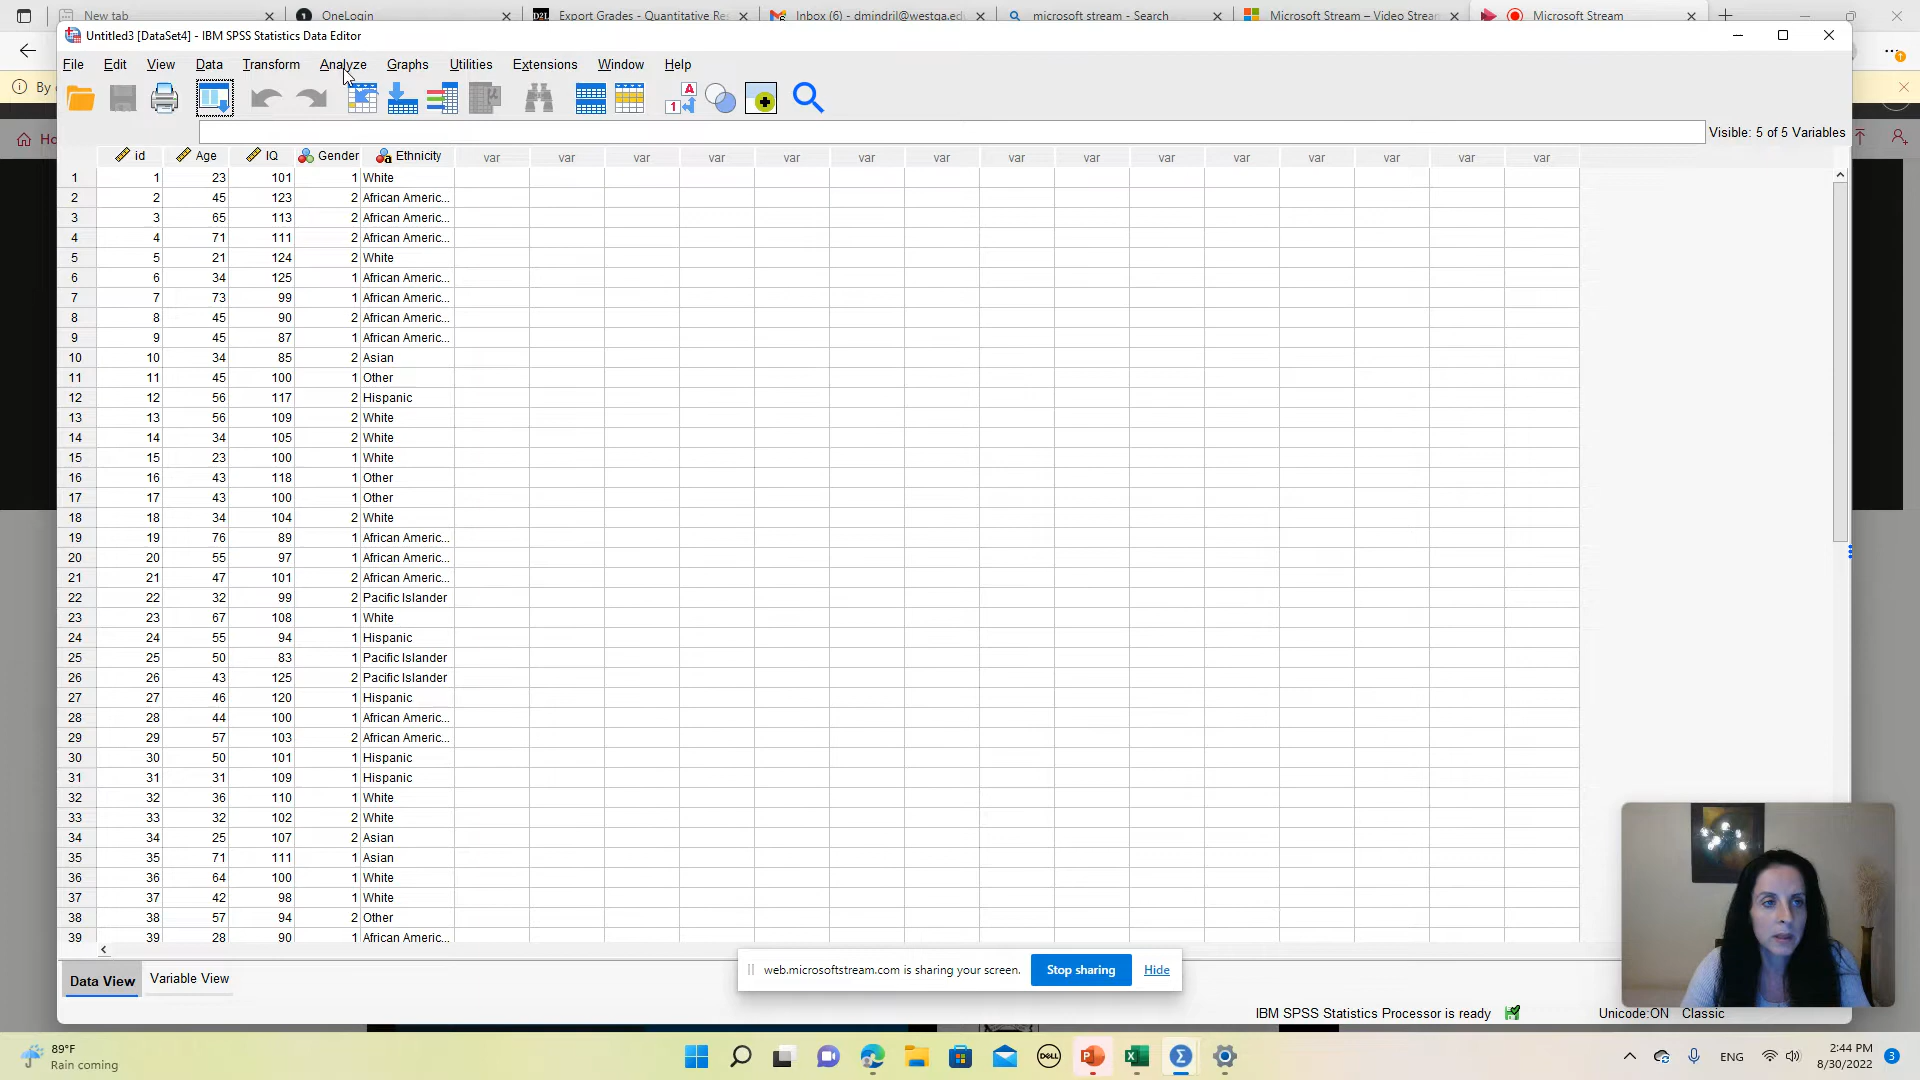 New tab
OneLogin
Export Grades - Quantitative Re
Inbox (6) - dmindril@westga.ed
microsoft stream - Search
Microsoft Stream – Video Stream
Microsoft Stream
By
Ho
Untitled3 [DataSet4] - IBM SPSS Statistics Data Editor
File Edit View Data Transform Analyze Graphs Utilities Extensions Window Help
Visible: 5 of 5 Variables
id Age IQ Gender Ethnicity var var var var var var var var var var var var var var var
1 1 23 101 1 White
2 2 45 123 2 African Americ...
3 3 65 113 2 African Americ...
4 4 71 111 2 African Americ...
5 5 21 124 2 White
6 6 34 125 1 African Americ...
7 7 73 99 1 African Americ...
8 8 45 90 2 African Americ...
9 9 45 87 1 African Americ...
10 10 34 85 2 Asian
11 11 45 100 1 Other
12 12 56 117 2 Hispanic
13 13 56 109 2 White
14 14 34 105 2 White
15 15 23 100 1 White
16 16 43 118 1 Other
17 17 43 100 1 Other
18 18 34 104 2 White
19 19 76 89 1 African Americ...
20 20 55 97 1 African Americ...
21 21 47 101 2 African Americ...
22 22 32 99 2 Pacific Islander
23 23 67 108 1 White
24 24 55 94 1 Hispanic
25 25 50 83 1 Pacific Islander
26 26 43 125 2 Pacific Islander
27 27 46 120 1 Hispanic
28 28 44 100 1 African Americ...
29 29 57 103 2 African Americ...
30 30 50 101 1 Hispanic
31 31 31 109 1 Hispanic
32 32 36 110 1 White
33 33 32 102 2 White
34 34 25 107 2 Asian
35 35 71 111 1 Asian
36 36 64 100 1 White
37 37 42 98 1 White
38 38 57 94 2 Other
39 39 28 90 1 African Americ...
web.microsoftstream.com is sharing your screen. Stop sharing Hide
Data View Variable View
IBM SPSS Statistics Processor is ready Unicode:ON Classic
89°F
Rain coming
DELL
ENG
2:44 PM
8/30/2022
3